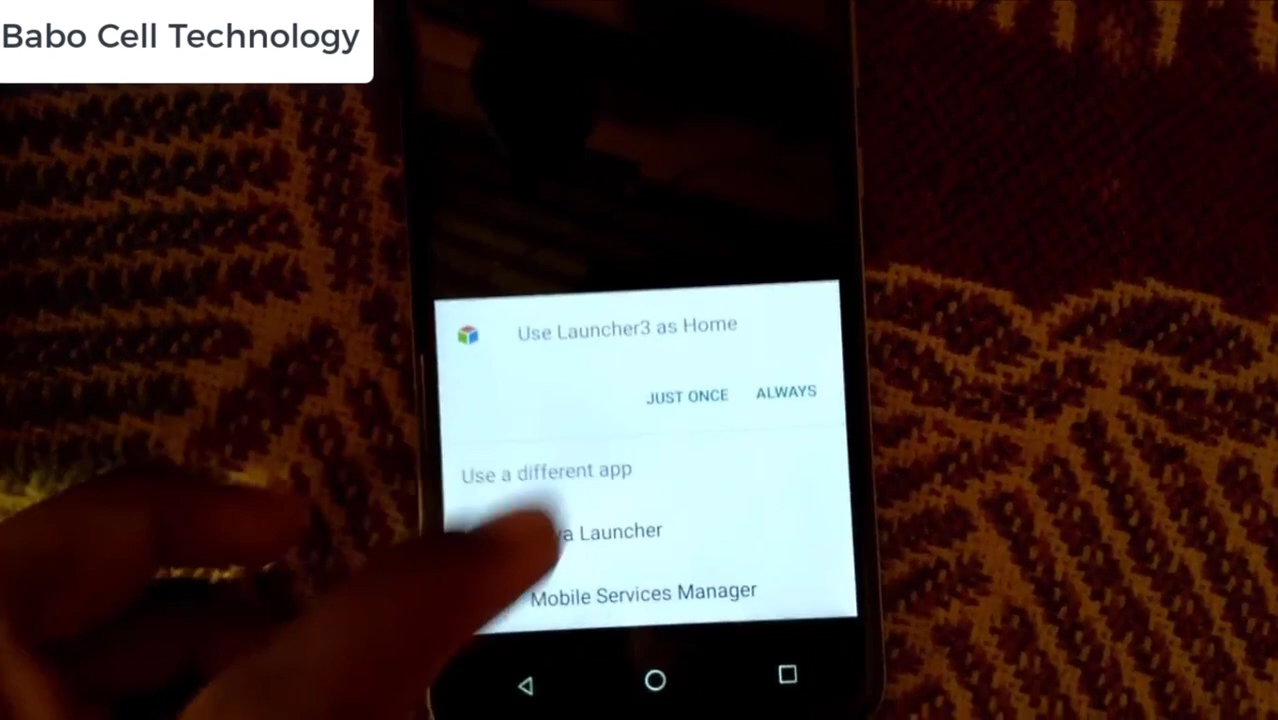 Babo Cell Technology
Use Launcher3 as Home
JUST ONCE ALWAYS
Use a different app
Launcher
Mobile Services Manager